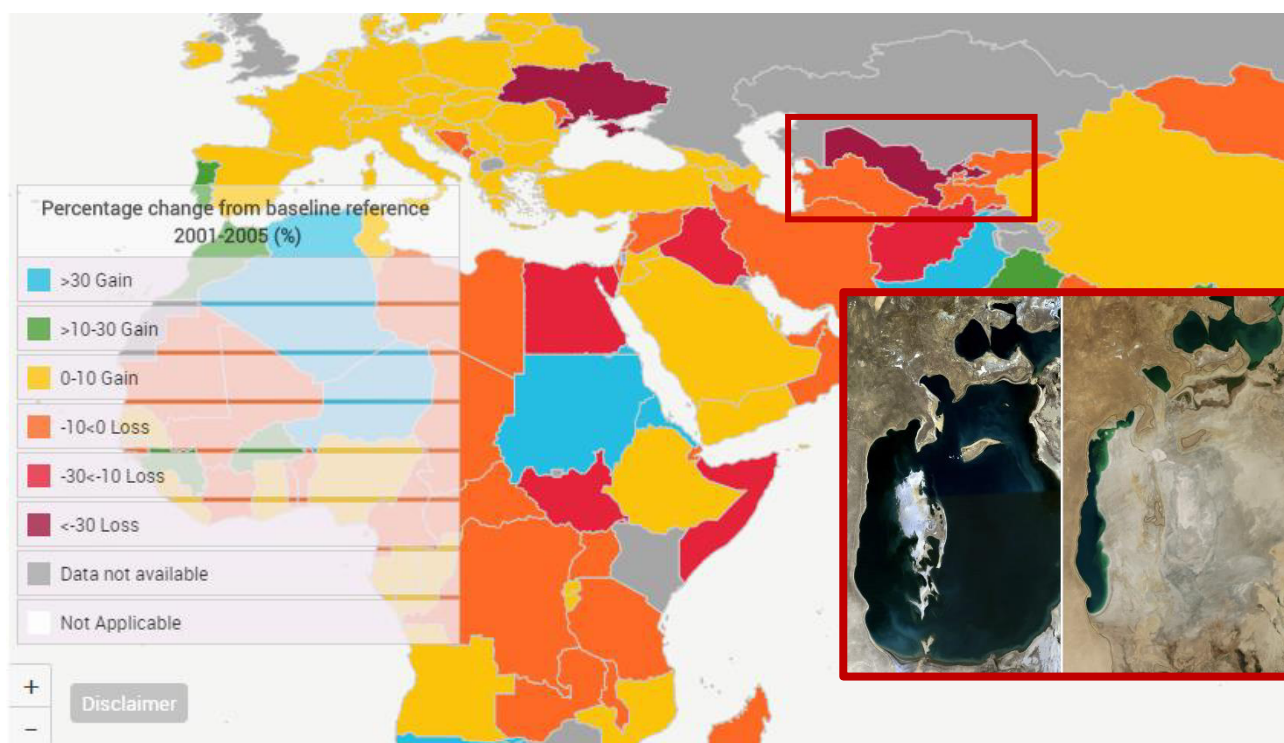 Percentage change from baseline reference
2001-2005 (%)
>30 Gain
>10-30 Gain
0-10 Gain
-10<0 Loss
-30<-10 Loss
<-30 Loss
Data not available
Not Applicable
+
Disclaimer
−